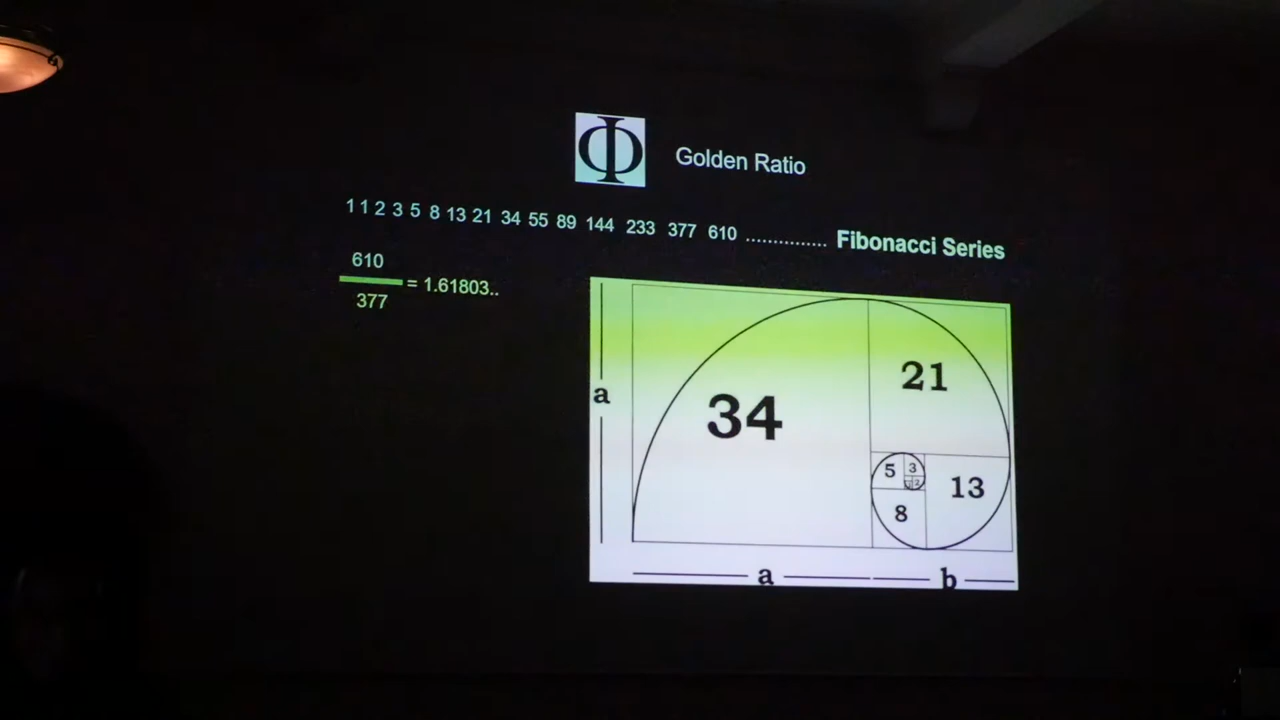 Φ Golden Ratio
1 1 2 3 5 8 13 21 34 55 89 144 233 377 610 ............... Fibonacci Series
610
377
= 1.61803..
a
34
21
5
3
2
8
13
a
b